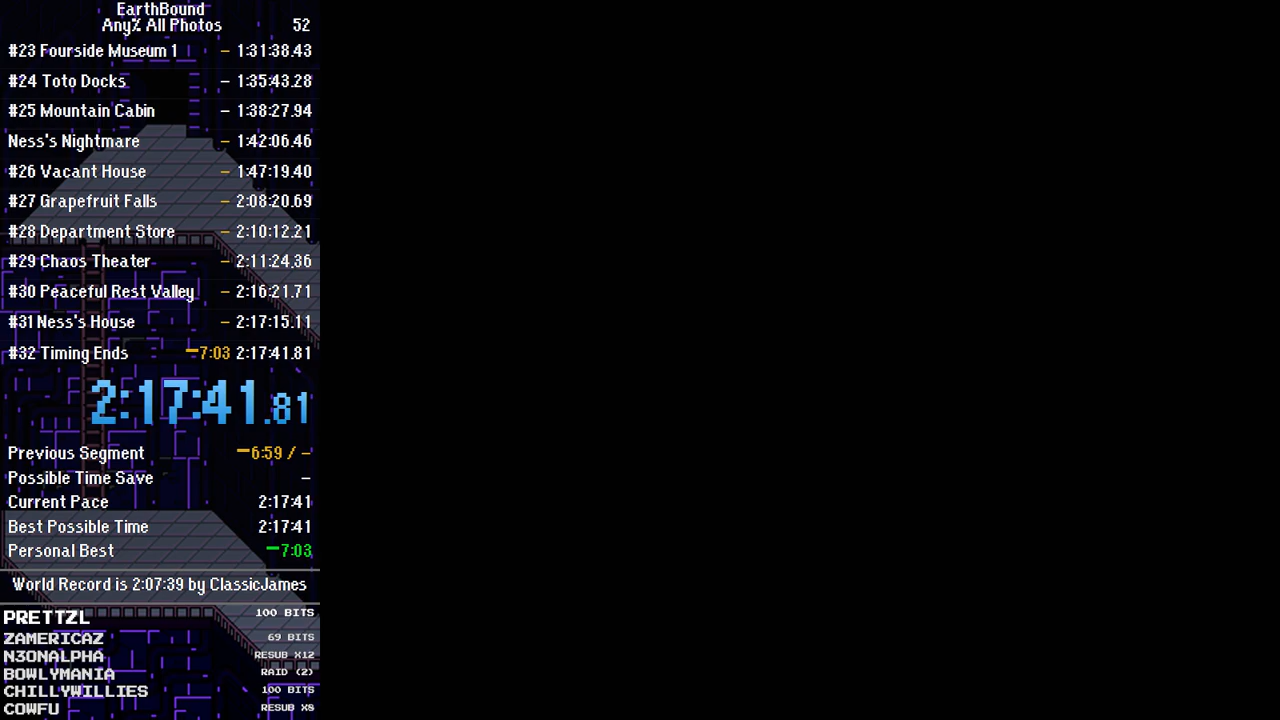 EarthBound
Any% All Photos 52
#23 Fourside Museum 1 – 1:31:38.43
#24 Toto Docks – 1:35:43.28
#25 Mountain Cabin – 1:38:27.94
Ness's Nightmare – 1:42:06.46
#26 Vacant House – 1:47:19.40
#27 Grapefruit Falls – 2:08:20.69
#28 Department Store – 2:10:12.21
#29 Chaos Theater – 2:11:24.36
#30 Peaceful Rest Valley – 2:16:21.71
#31 Ness's House – 2:17:15.11
#32 Timing Ends –7:03 2:17:41.81
2:17:41.81
Previous Segment –6:59 / –
Possible Time Save –
Current Pace 2:17:41
Best Possible Time 2:17:41
Personal Best –7:03
World Record is 2:07:39 by ClassicJames
PRETTZL 100 BITS
ZAMERICAZ 69 BITS
N3ONALPHA RESUB X12
BOWLYMANIA RAID (2)
CHILLYWILLIES 100 BITS
COWFU RESUB X8